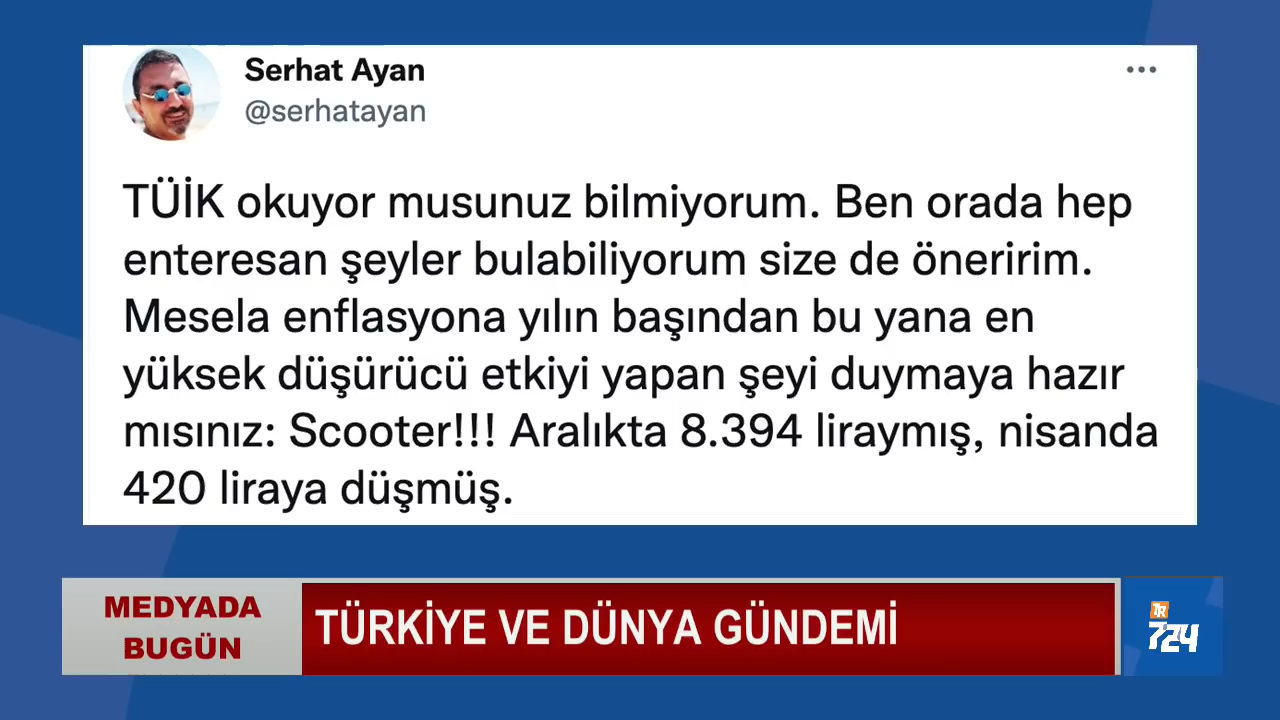 Serhat Ayan
@serhatayan
TÜİK okuyor musunuz bilmiyorum. Ben orada hep
enteresan şeyler bulabiliyorum size de öneririm.
Mesela enflasyona yılın başından bu yana en
yüksek düşürücü etkiyi yapan şeyi duymaya hazır
mısınız: Scooter!!! Aralıkta 8.394 liraymış, nisanda
420 liraya düşmüş.
MEDYADA
BUGÜN
TÜRKİYE VE DÜNYA GÜNDEMİ
TR
724